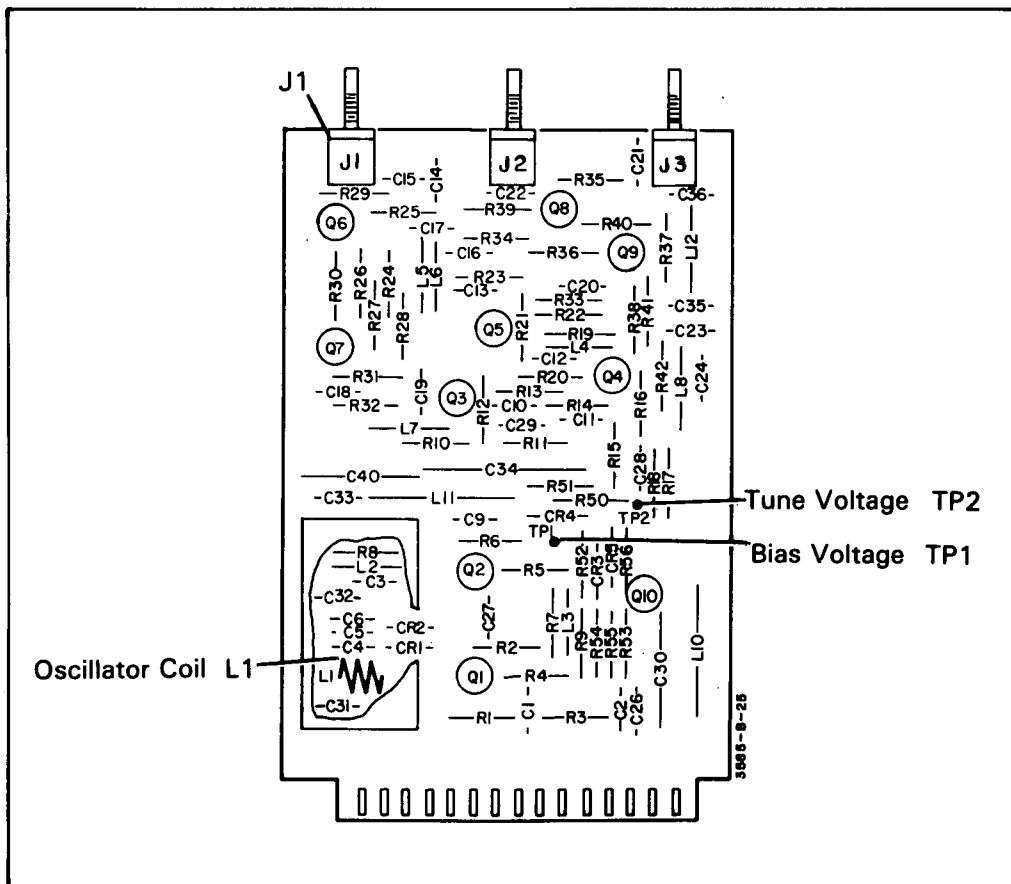 J1
J1 J2 J3
C21
C15 C14 R35
R29 C22 C36
R25 R39 Q8
Q6 C17 R40
R34 R37 L12
C16 R36 Q9
R30 R26 R24 L5 L6
R23 C20
R27 C13 R33 R38 R41 C35
R28 R21 R22
Q5 R19 C23
Q7 L4
C12 R42 L8 C24
R31 R20 Q4
C18 C19 Q3 R12 R13 R16
R32 C10 R14
C29 C11
L7
R10 R11 R15
C34 C28 R18 R17
C40 R51
C33 L11 R50
Tune Voltage TP2
C9 CR4 TP2
TP
Bias Voltage TP1
R6
R8 R52 CR3 CR5 R56
L2 Q2 R5
C3 Q10
C32
C6 C27 R7 L3
C5 CR2 R9 R54 R55 R53
C4 CR1 R2 C30 L10
Oscillator Coil L1
L1 Q1 R4
C31
R1 C1 R3 C2 C26
3585-B-25